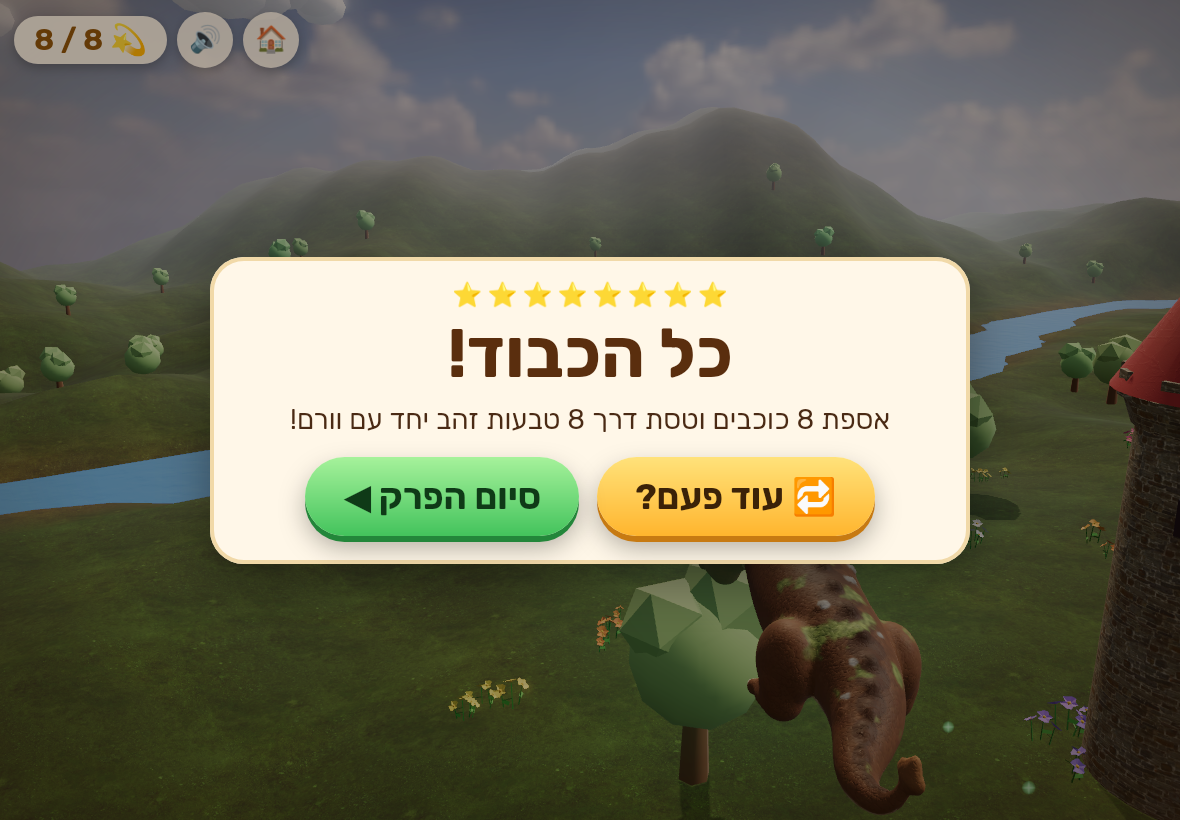 8 / 8
כל הכבוד!
אספת 8 כוכבים וטסת דרך 8 טבעות זהב יחד עם וורם!
עוד פעם?
סיום הפרק ◀